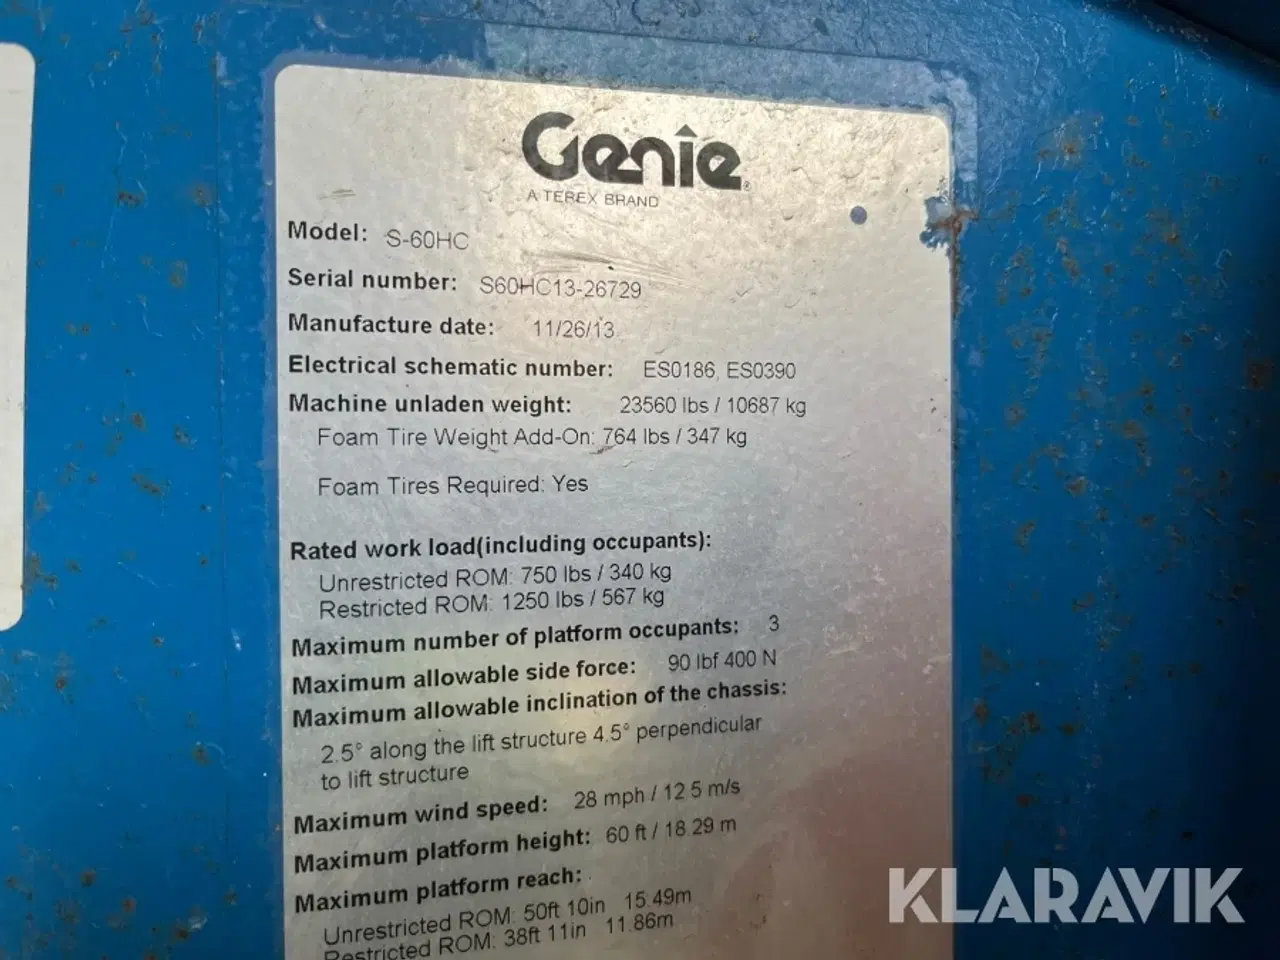 Genie®
A TEREX BRAND
Model: S-60HC
Serial number: S60HC13-26729
Manufacture date: 11/26/13
Electrical schematic number: ES0186, ES0390
Machine unladen weight: 23560 lbs / 10687 kg
Foam Tire Weight Add-On: 764 lbs / 347 kg
Foam Tires Required: Yes
Rated work load(including occupants):
Unrestricted ROM: 750 lbs / 340 kg
Restricted ROM: 1250 lbs / 567 kg
Maximum number of platform occupants: 3
Maximum allowable side force: 90 lbf 400 N
Maximum allowable inclination of the chassis:
2.5° along the lift structure 4.5° perpendicular
to lift structure
Maximum wind speed: 28 mph / 12.5 m/s
Maximum platform height: 60 ft / 18.29 m
Maximum platform reach:
Unrestricted ROM: 50ft 10in 15.49m
Restricted ROM: 38ft 11in 11.86m
KLARAVIK